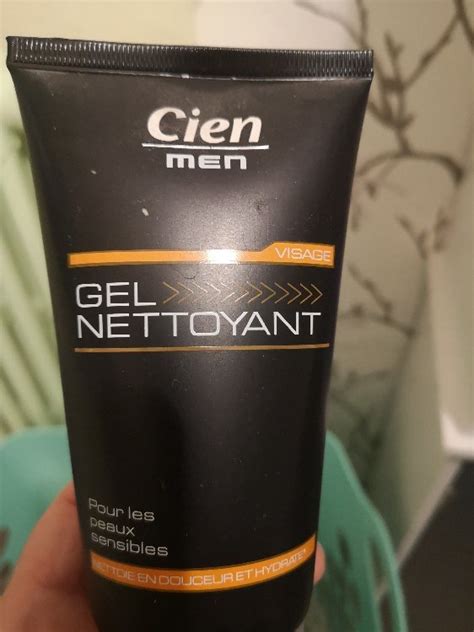 Cien
MEN
VISAGE
GEL
NETTOYANT
Pour les
peaux
sensibles
NETTOIE EN DOUCEUR ET HYDRATE*